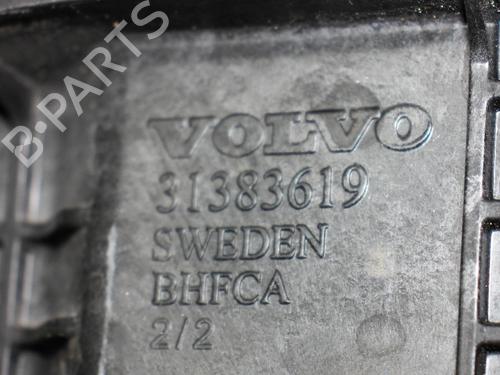 B-PARTS
VOLVO
31383619
SWEDEN
BHFCA
2/2